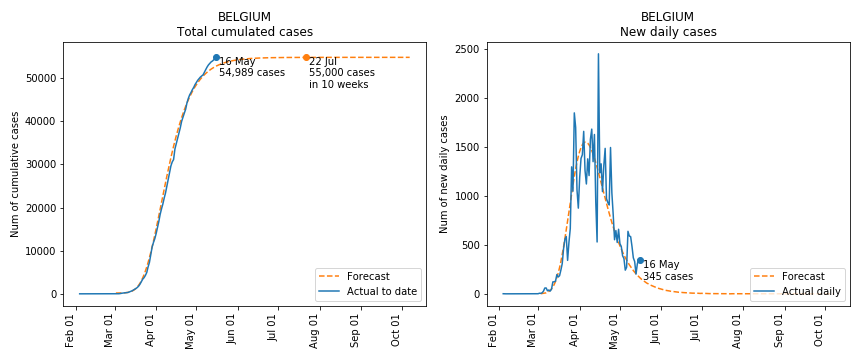 BELGIUM
Total cumulated cases
Num of cumulative cases
50000
40000
30000
20000
10000
0
16 May
54,989 cases
22 Jul
55,000 cases
in 10 weeks
Forecast
Actual to date
Feb 01
Mar 01
Apr 01
May 01
Jun 01
Jul 01
Aug 01
Sep 01
Oct 01
BELGIUM
New daily cases
Num of new daily cases
2500
2000
1500
1000
500
0
16 May
345 cases
Forecast
Actual daily
Feb 01
Mar 01
Apr 01
May 01
Jun 01
Jul 01
Aug 01
Sep 01
Oct 01